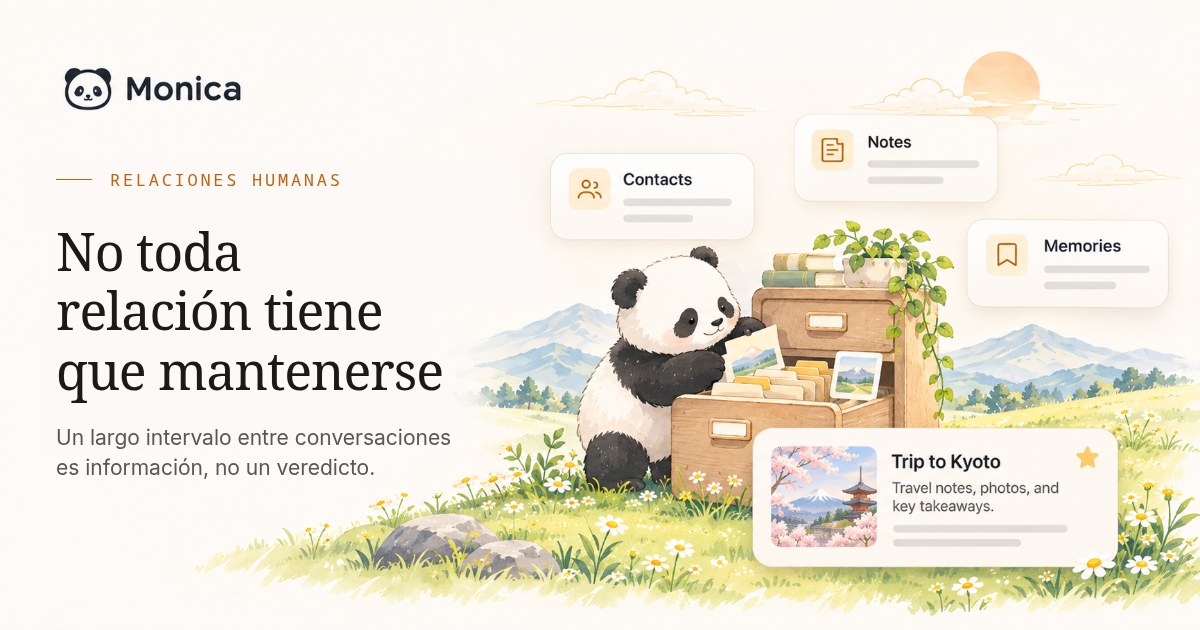 Monica
RELACIONES HUMANAS
No toda
relación tiene
que mantenerse
Un largo intervalo entre conversaciones
es información, no un veredicto.
Contacts
Notes
Memories
Trip to Kyoto
Travel notes, photos, and
key takeaways.